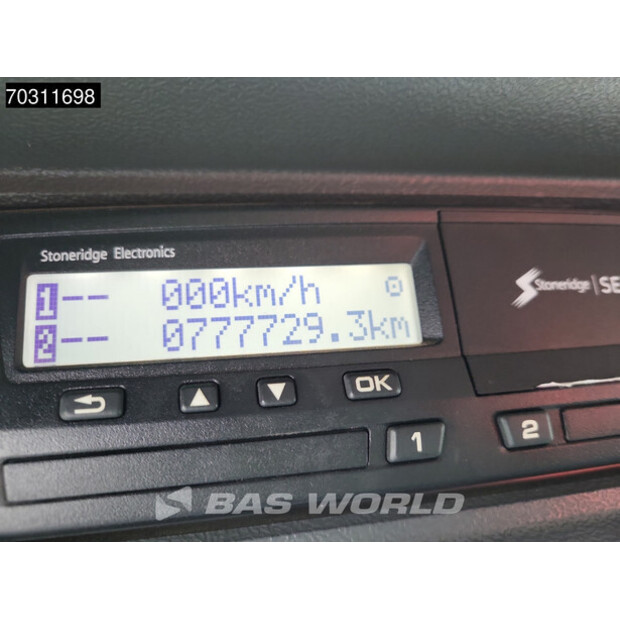 70311698
Stoneridge Electronics
1-- 000km/h
2-- 0777729.3km
Stoneridge | SE
OK
1
2
BAS WORLD